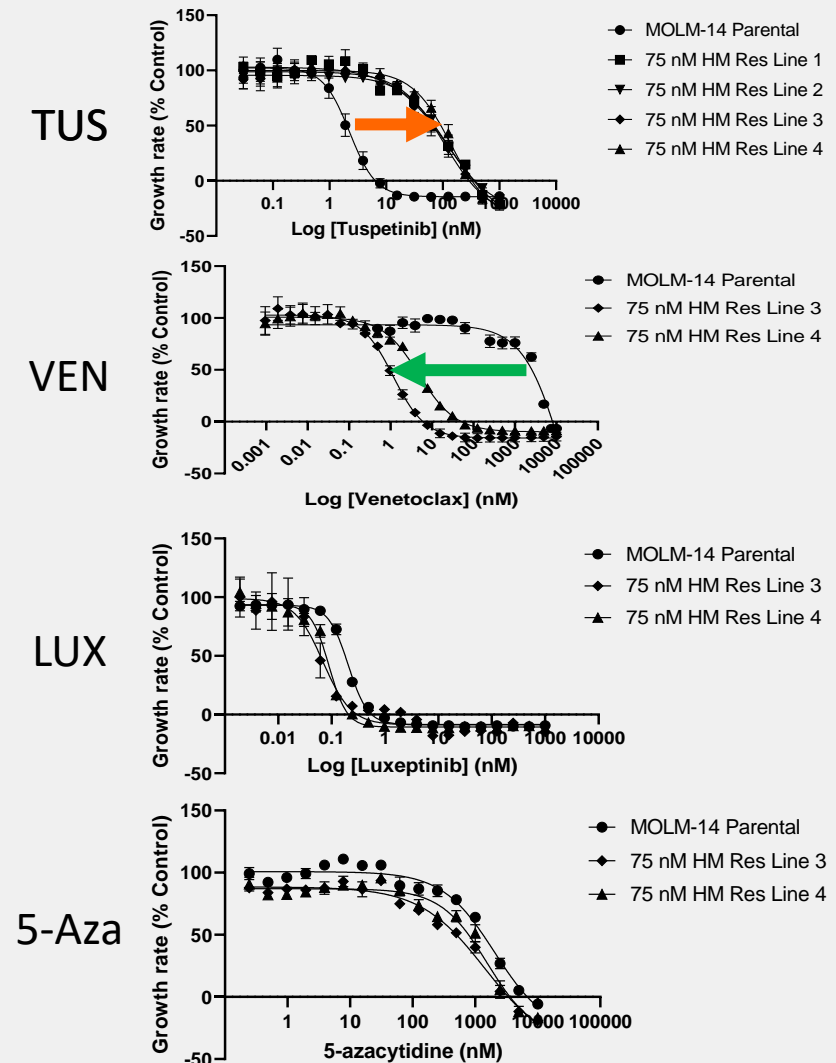 TUS
Growth rate (% Control)
150
100
50
0
-50
0.1 1 10 100 1000 10000
Log [Tuspetinib] (nM)
MOLM-14 Parental
75 nM HM Res Line 1
75 nM HM Res Line 2
75 nM HM Res Line 3
75 nM HM Res Line 4
VEN
Growth rate (% Control)
150
100
50
0
-50
0.001 0.01 0.1 1 10 100 1000 10000 100000
Log [Venetoclax] (nM)
MOLM-14 Parental
75 nM HM Res Line 3
75 nM HM Res Line 4
LUX
Growth rate (% Control)
150
100
50
0
-50
0.01 0.1 1 10 100 1000 10000
Log [Luxeptinib] (nM)
MOLM-14 Parental
75 nM HM Res Line 3
75 nM HM Res Line 4
5-Aza
Growth rate (% Control)
150
100
50
0
-50
1 10 100 1000 10000 100000
5-azacytidine (nM)
MOLM-14 Parental
75 nM HM Res Line 3
75 nM HM Res Line 4